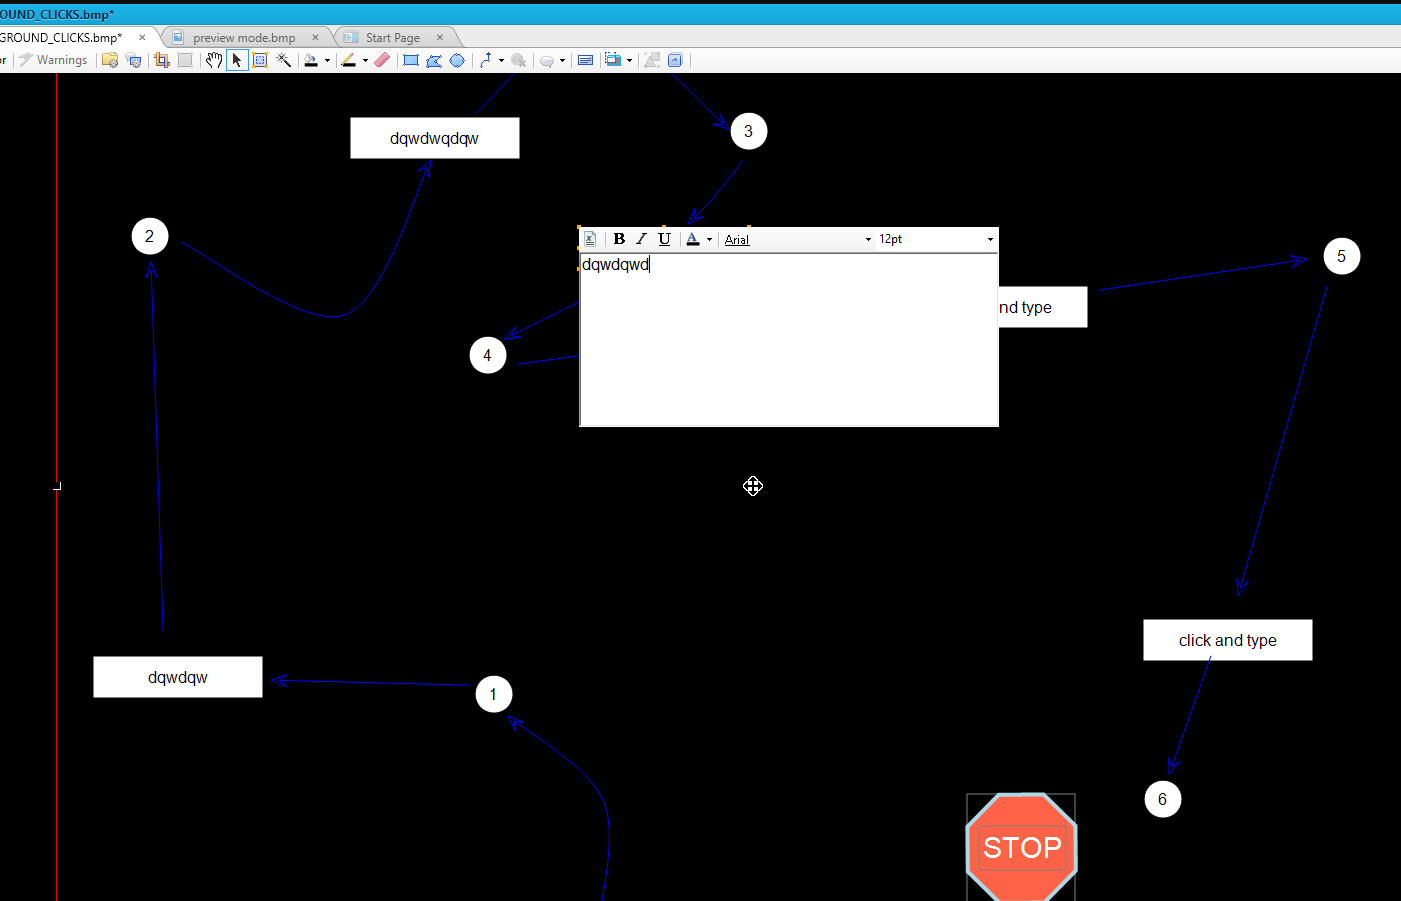 OUND_CLICKS.bmp*
GROUND_CLICKS.bmp*
preview mode.bmp
Start Page
or
Warnings
dqwdwqdqw
3
2
B I U A Arial 12pt
dqwdqwd
5
nd type
4
click and type
dqwdqw
1
6
STOP